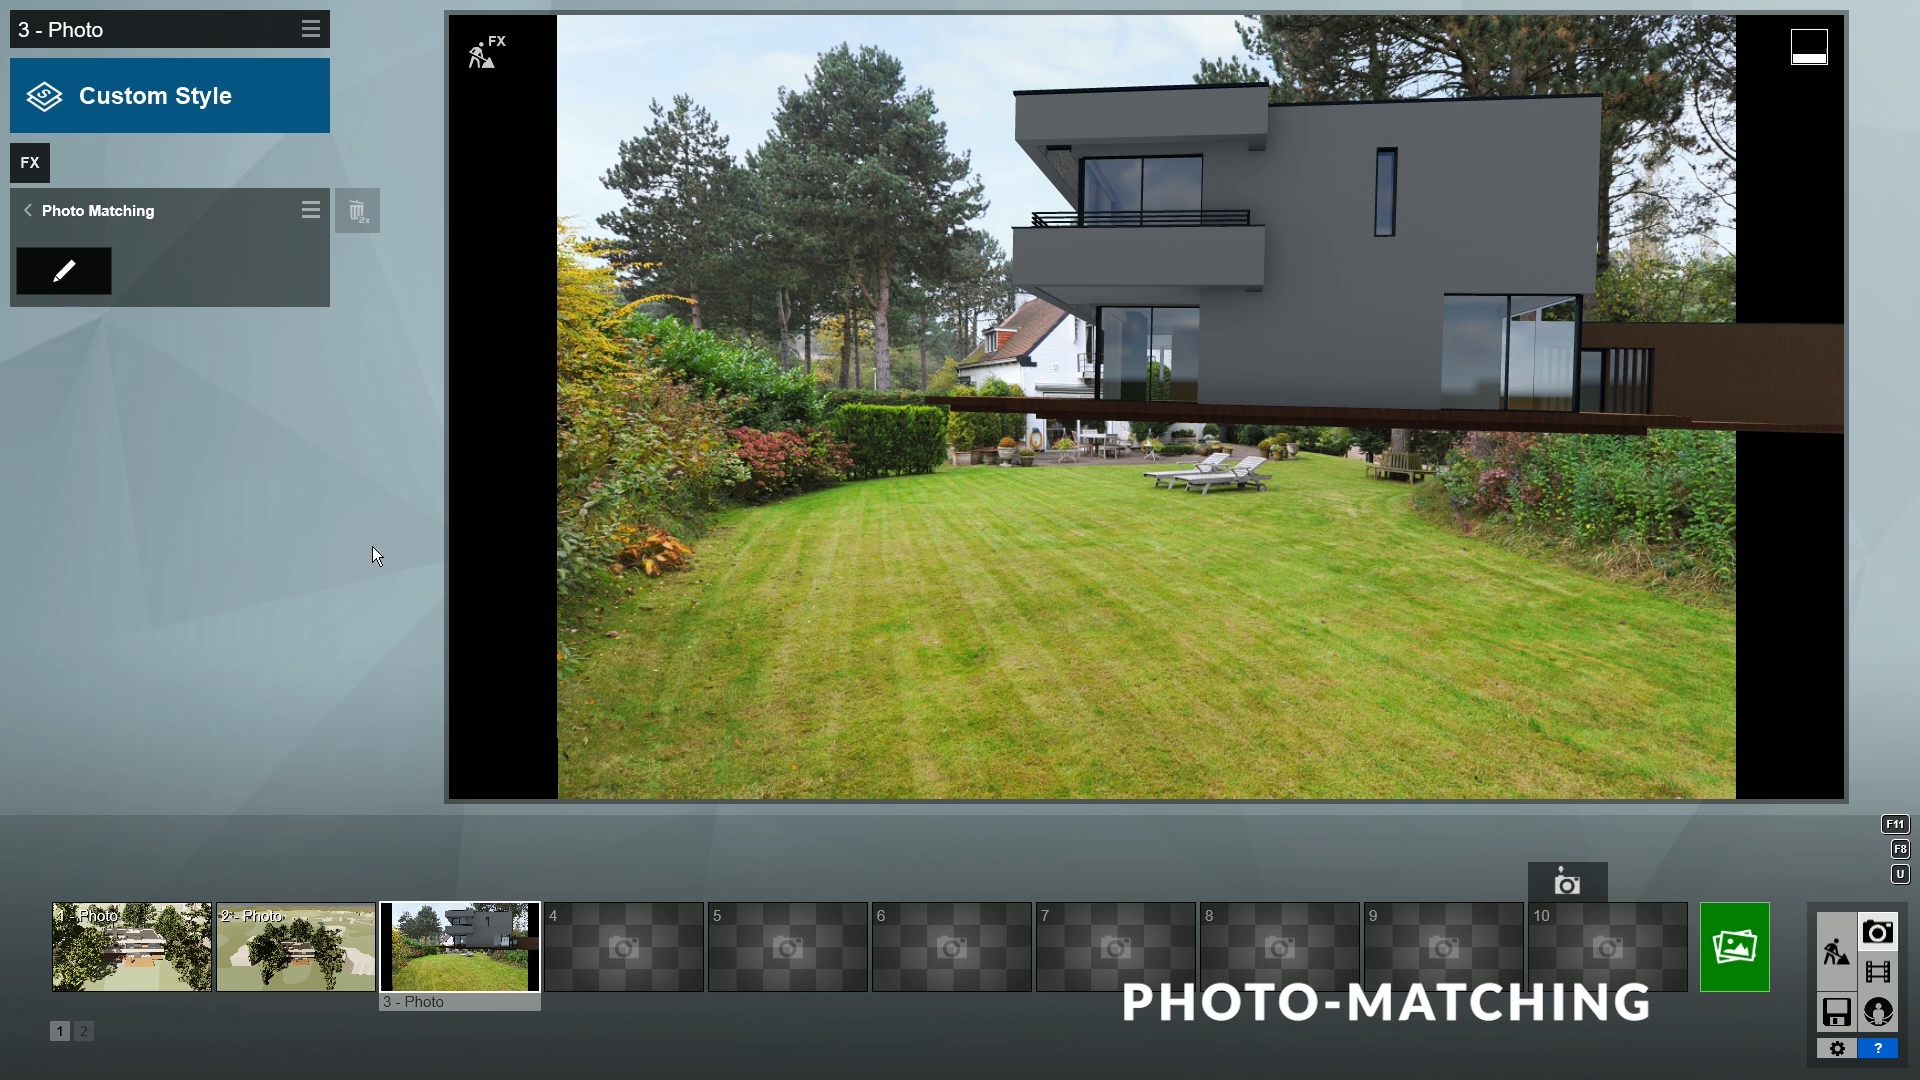 3 - Photo
FX
Custom Style
FX
Photo Matching
2x
F11
F8
U
1 - Photo
2 - Photo
4
5
6
7
8
9
10
3 - Photo
PHOTO-MATCHING
1
2
?